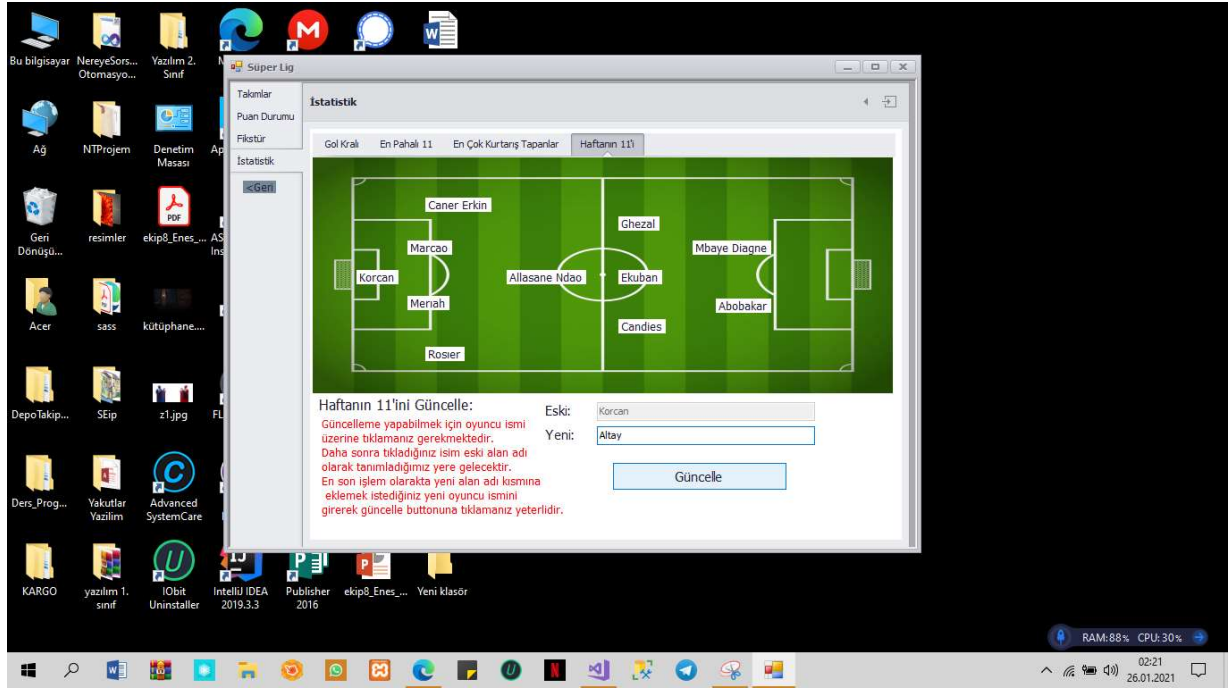 Bu bilgisayar
NereyeSors...
Otomasyo...
Yazılım 2.
Sınıf
Ağ
NTProjem
Denetim
Masası
Geri
Dönüşü...
resimler
PDF
ekip8_Enes_...
Acer
sass
kütüphane....
DepoTakip...
SEip
z1.jpg
FL
Ders_Prog...
Yakutlar
Yazilim
Advanced
SystemCare
KARGO
yazılım 1.
sınıf
IObit
Uninstaller
IntelliJ IDEA
2019.3.3
Publisher
2016
ekip8_Enes_...
Yeni klasör
Süper Lig
Takımlar
Puan Durumu
Fikstür
İstatistik
<Geri
İstatistik
Gol Kralı
En Pahalı 11
En Çok Kurtarış Tapanlar
Haftanın 11'i
Caner Erkin
Ghezal
Marcao
Mbaye Diagne
Korcan
Allasane Ndao
Ekuban
Merıah
Abobakar
Candies
Rosıer
Haftanın 11'ini Güncelle:
Güncelleme yapabilmek için oyuncu ismi
üzerine tıklamanız gerekmektedir.
Daha sonra tıkladığınız isim eski alan adı
olarak tanımladığımız yere gelecektir.
En son işlem olarakta yeni alan adı kısmına
eklemek istediğiniz yeni oyuncu ismini
girerek güncelle buttonuna tıklamanız yeterlidir.
Eski:
Korcan
Yeni:
Altay
Güncelle
RAM:88% CPU:30%
02:21
26.01.2021